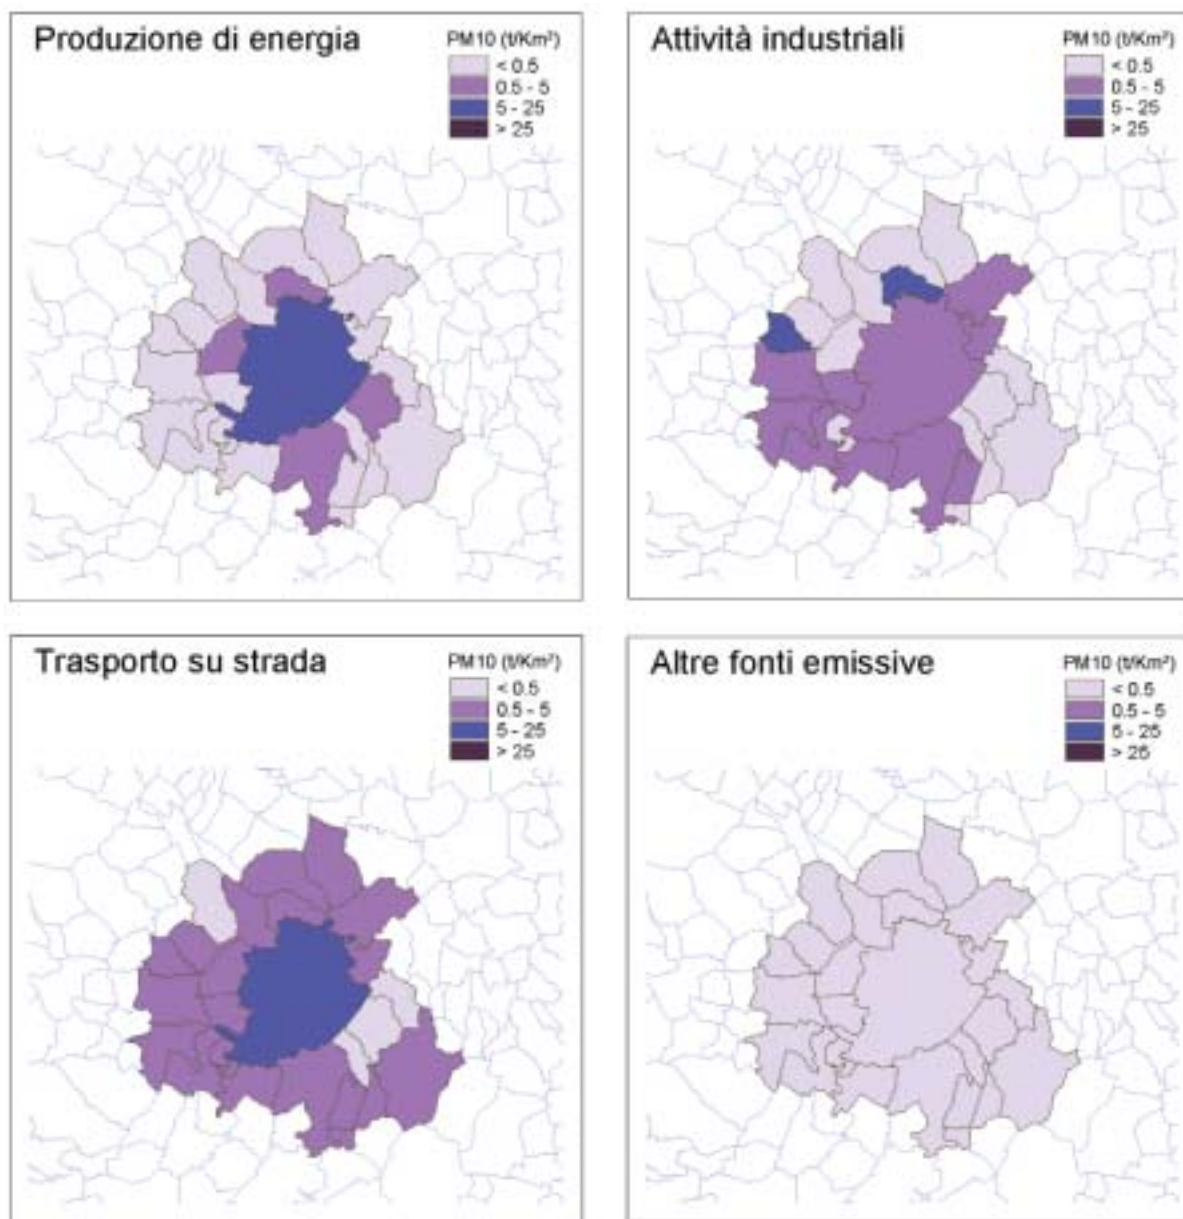 Produzione di energia
PM10 (t/Km²)
< 0.5
0.5 - 5
5 - 25
> 25
Attività industriali
PM10 (t/Km²)
< 0.5
0.5 - 5
5 - 25
> 25
Trasporto su strada
PM10 (t/Km²)
< 0.5
0.5 - 5
5 - 25
> 25
Altre fonti emissive
PM10 (t/Km²)
< 0.5
0.5 - 5
5 - 25
> 25